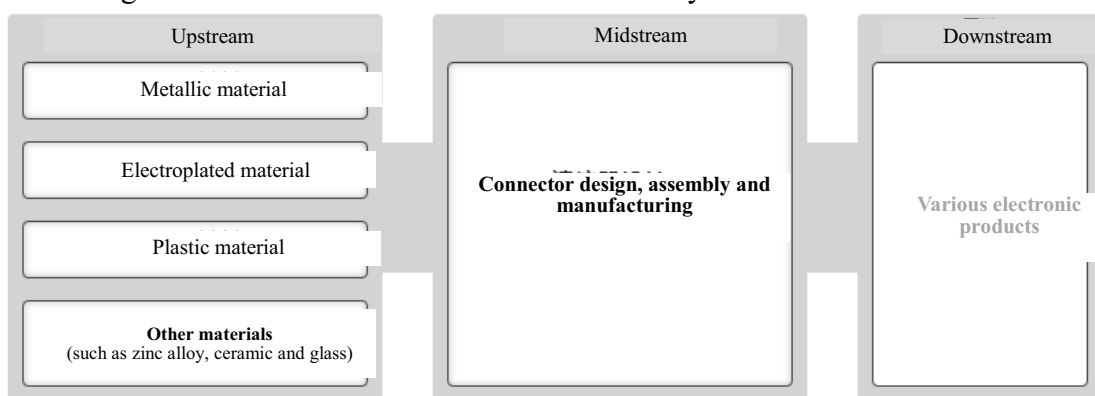 Upstream
Metallic material
Electroplated material
Plastic material
Other materials
(such as zinc alloy, ceramic and glass)
Midstream
Connector design, assembly and
manufacturing
Downstream
Various electronic
products